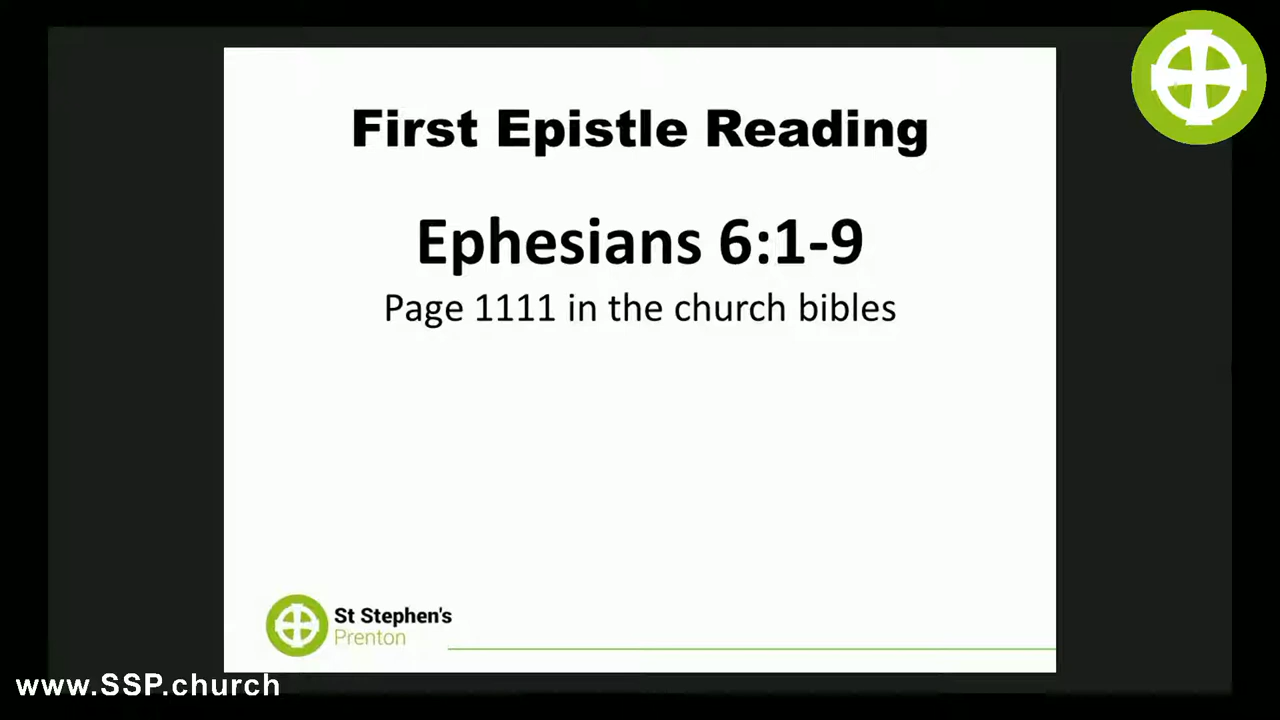 First Epistle Reading
Ephesians 6:1-9
Page 1111 in the church bibles
St Stephen's
Prenton
www.SSP.church